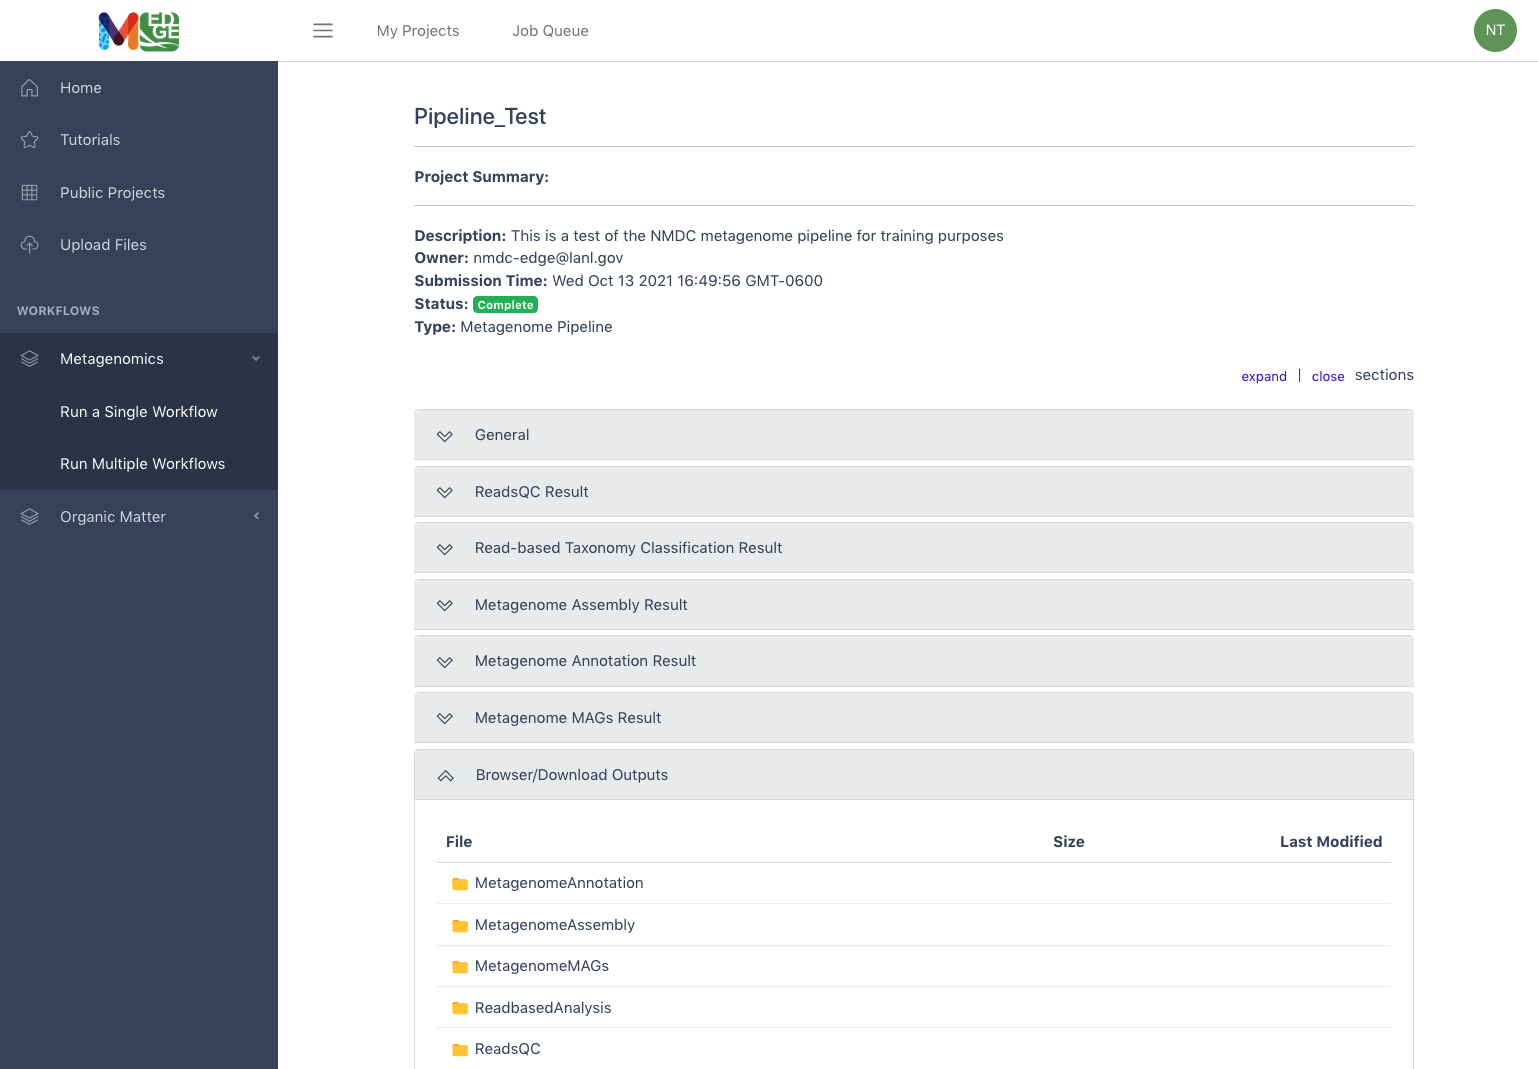 M EDGE
My Projects
Job Queue
NT
Home
Tutorials
Public Projects
Upload Files
WORKFLOWS
Metagenomics
Run a Single Workflow
Run Multiple Workflows
Organic Matter
Pipeline_Test
Project Summary:
Description: This is a test of the NMDC metagenome pipeline for training purposes
Owner: nmdc-edge@lanl.gov
Submission Time: Wed Oct 13 2021 16:49:56 GMT-0600
Status: Complete
Type: Metagenome Pipeline
expand | close sections
General
ReadsQC Result
Read-based Taxonomy Classification Result
Metagenome Assembly Result
Metagenome Annotation Result
Metagenome MAGs Result
Browser/Download Outputs
File Size Last Modified
MetagenomeAnnotation
MetagenomeAssembly
MetagenomeMAGs
ReadbasedAnalysis
ReadsQC